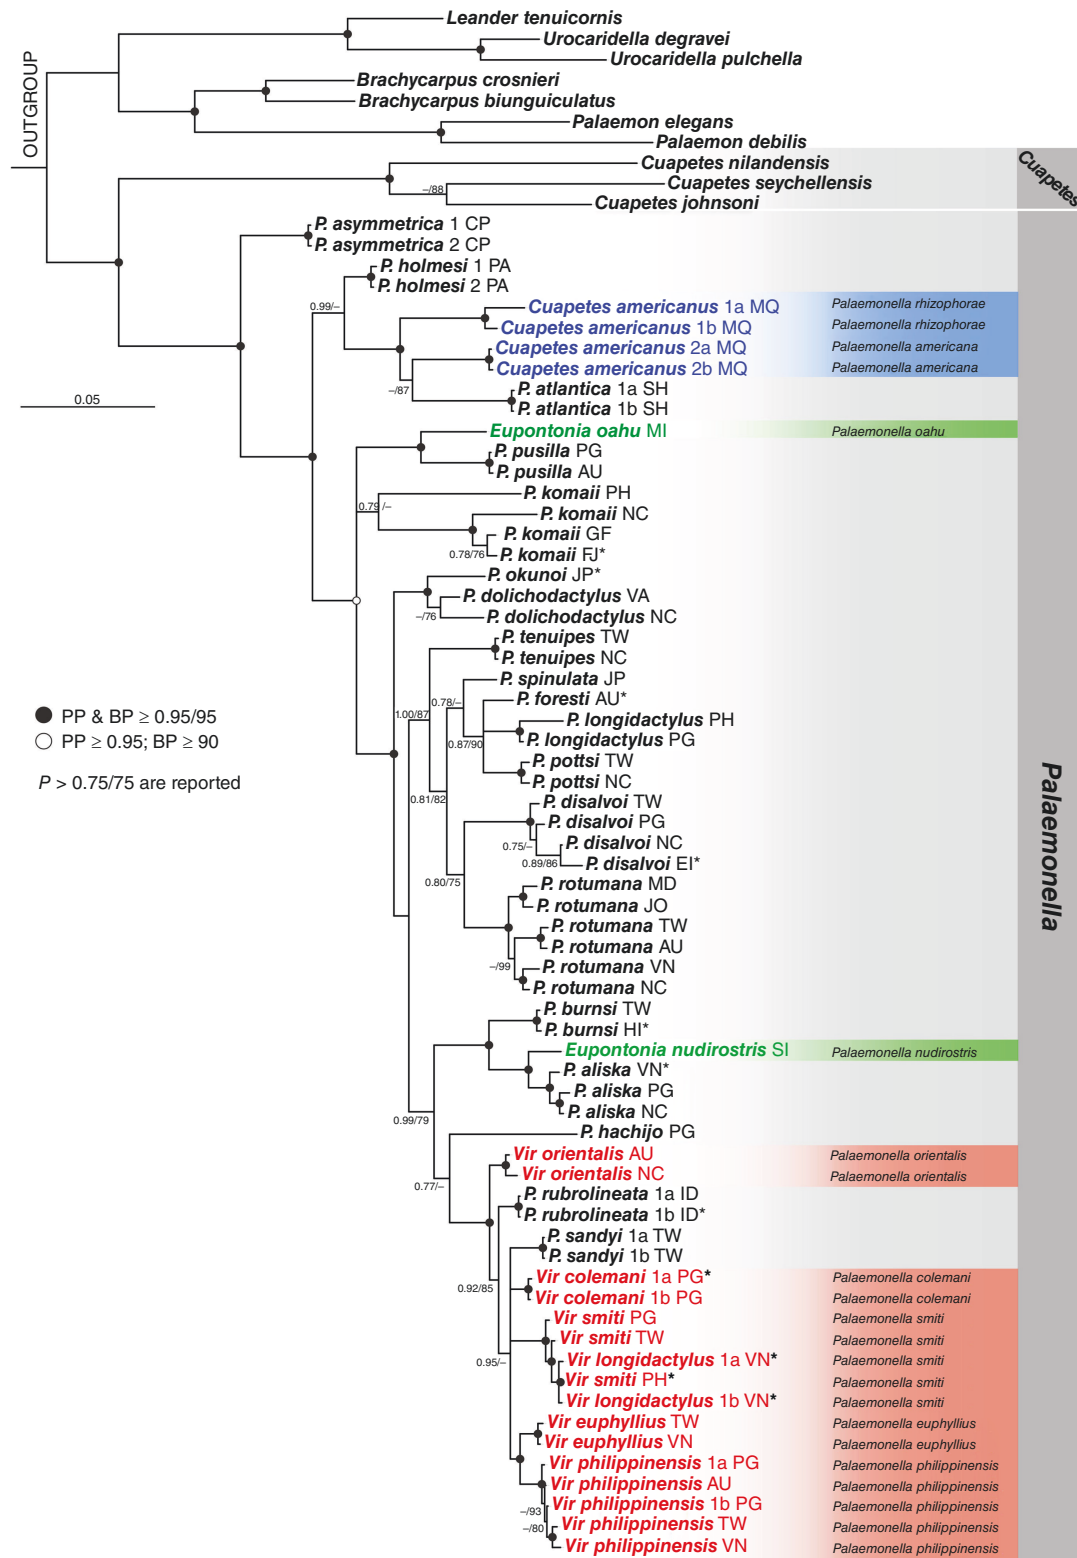 OUTGROUP
Leander tenuicornis
Urocaridella degravei
Urocaridella pulchella
Brachycarpus crosnieri
Brachycarpus biunguiculatus
Palaemon elegans
Palaemon debilis
Cuapetes nilandensis
Cuapetes
–/88
Cuapetes seychellensis
Cuapetes johnsoni
P. asymmetrica 1 CP
P. asymmetrica 2 CP
P. holmesi 1 PA
P. holmesi 2 PA
0.99/–
Cuapetes americanus 1a MQ Palaemonella rhizophorae
Cuapetes americanus 1b MQ Palaemonella rhizophorae
Cuapetes americanus 2a MQ Palaemonella americana
Cuapetes americanus 2b MQ Palaemonella americana
–/87
P. atlantica 1a SH
P. atlantica 1b SH
0.05
Eupontonia oahu MI Palaemonella oahu
P. pusilla PG
P. pusilla AU
P. komaii PH
0.79 /–
P. komaii NC
P. komaii GF
0.78/76
P. komaii FJ*
P. okunoi JP*
P. dolichodactylus VA
–/76
P. dolichodactylus NC
P. tenuipes TW
P. tenuipes NC
P. spinulata JP
0.78/–
P. foresti AU*
1.00/87
P. longidactylus PH
P. longidactylus PG
0.87/90
P. pottsi TW
P. pottsi NC
PP & BP ≥ 0.95/95
PP ≥ 0.95; BP ≥ 90
P > 0.75/75 are reported
0.81/82
P. disalvoi TW
P. disalvoi PG
P. disalvoi NC
0.75/–
0.89/86
P. disalvoi EI*
0.80/75
P. rotumana MD
P. rotumana JO
P. rotumana TW
P. rotumana AU
–/99
P. rotumana VN
P. rotumana NC
Palaemonella
P. burnsi TW
P. burnsi HI*
Eupontonia nudirostris SI Palaemonella nudirostris
P. aliska VN*
P. aliska PG
P. aliska NC
0.99/79
P. hachijo PG
Vir orientalis AU Palaemonella orientalis
Vir orientalis NC Palaemonella orientalis
0.77/–
P. rubrolineata 1a ID
P. rubrolineata 1b ID*
P. sandyi 1a TW
P. sandyi 1b TW
Vir colemani 1a PG* Palaemonella colemani
0.92/85
Vir colemani 1b PG Palaemonella colemani
Vir smiti PG Palaemonella smiti
Vir smiti TW Palaemonella smiti
0.95/–
Vir longidactylus 1a VN* Palaemonella smiti
Vir smiti PH* Palaemonella smiti
Vir longidactylus 1b VN* Palaemonella smiti
Vir euphyllius TW Palaemonella euphyllius
Vir euphyllius VN Palaemonella euphyllius
Vir philippinensis 1a PG Palaemonella philippinensis
Vir philippinensis AU Palaemonella philippinensis
Vir philippinensis 1b PG Palaemonella philippinensis
–/93
Vir philippinensis TW Palaemonella philippinensis
–/80
Vir philippinensis VN Palaemonella philippinensis